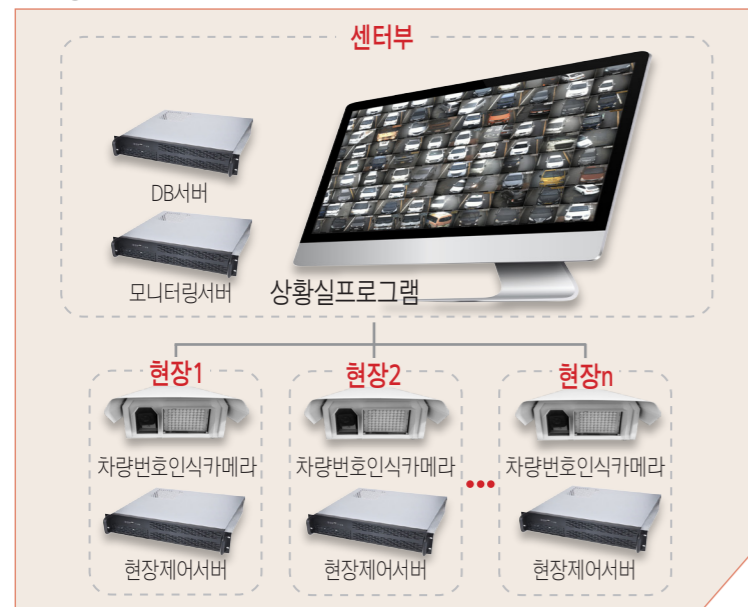 센터부
DB서버
모니터링서버
상황실프로그램
현장1
현장2
현장n
차량번호인식카메라
차량번호인식카메라
차량번호인식카메라
현장제어서버
현장제어서버
현장제어서버